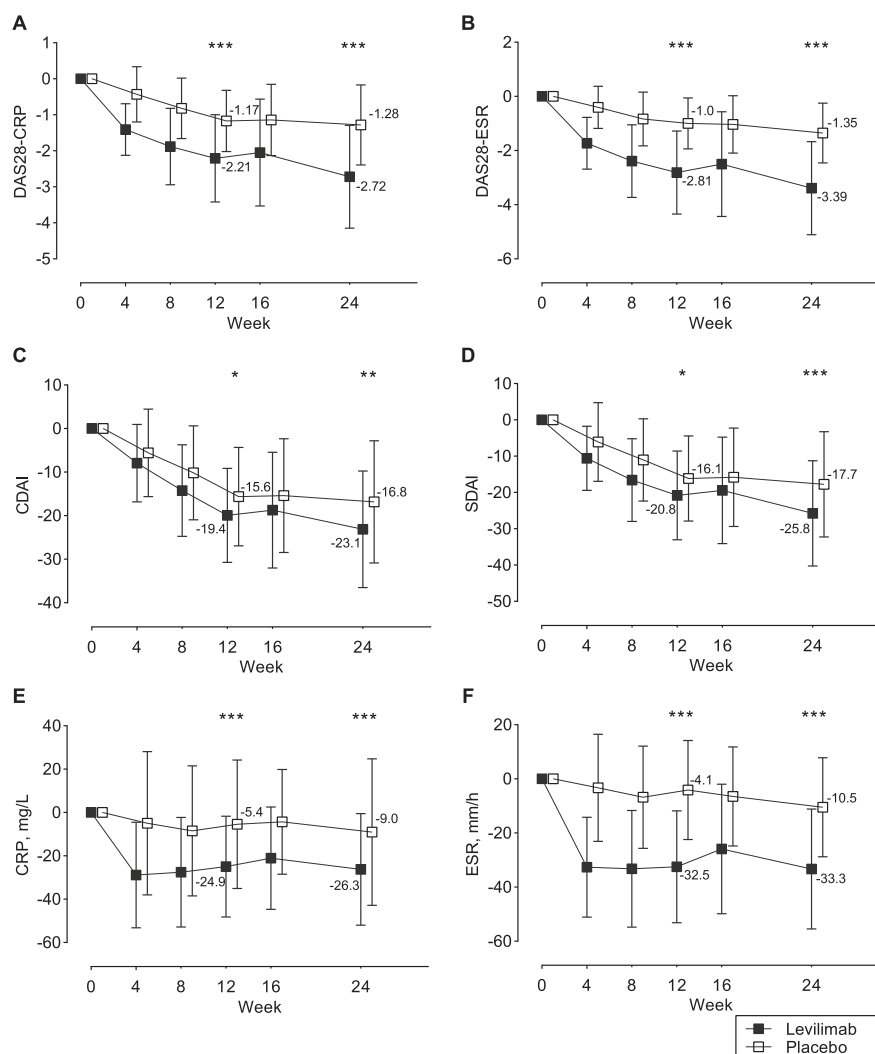 A
*** ***
1
0
-1
-2
-3
-4
-5
DAS28-CRP
-1.17
-1.28
-2.21
-2.72
0 4 8 12 16 24
Week
B
*** ***
2
0
-2
-4
-6
DAS28-ESR
-1.0
-1.35
-2.81
-3.39
0 4 8 12 16 24
Week
C
* **
10
0
-10
-20
-30
-40
CDAI
-15.6
-16.8
-19.4
-23.1
0 4 8 12 16 24
Week
D
* ***
10
0
-10
-20
-30
-40
-50
SDAI
-16.1
-17.7
-20.8
-25.8
0 4 8 12 16 24
Week
E
*** ***
40
20
0
-20
-40
-60
CRP, mg/L
-5.4
-9.0
-24.9
-26.3
0 4 8 12 16 24
Week
F
*** ***
20
0
-20
-40
-60
ESR, mm/h
-4.1
-10.5
-32.5
-33.3
0 4 8 12 16 24
Week
Levilimab
Placebo